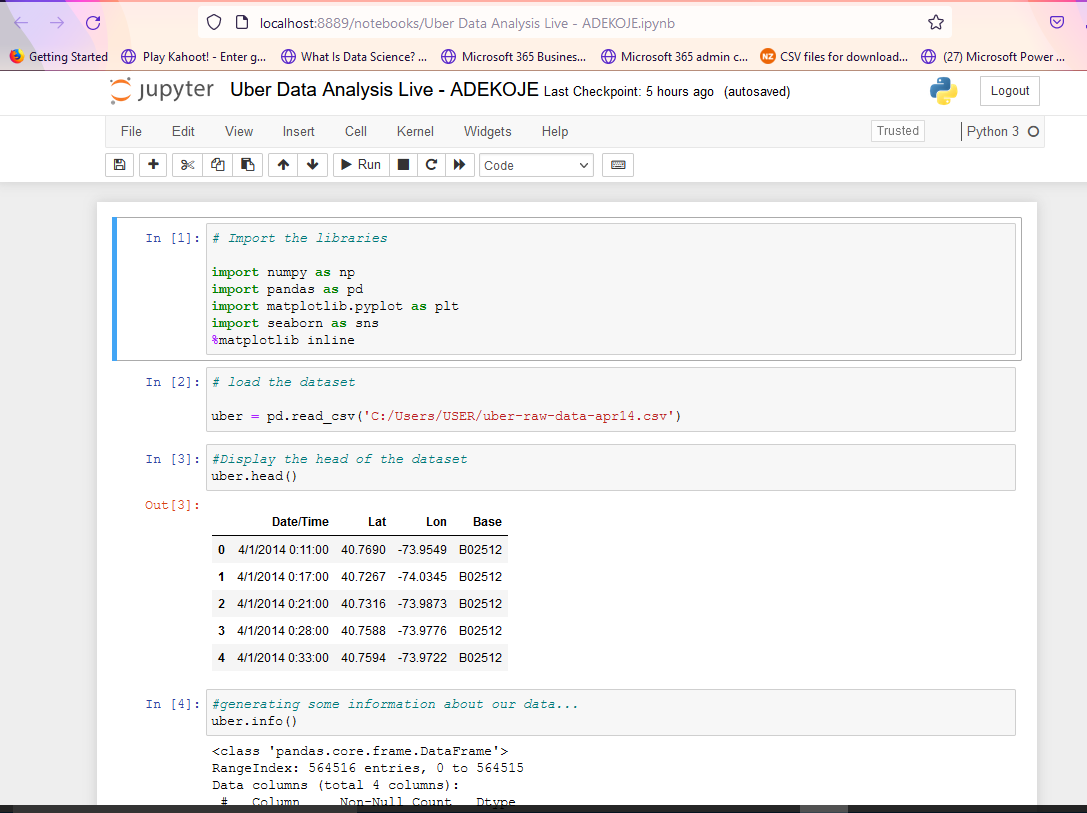 localhost:8889/notebooks/Uber Data Analysis Live - ADEKOJE.ipynb
Getting Started Play Kahoot! - Enter g... What Is Data Science? ... Microsoft 365 Busines... Microsoft 365 admin c... NZ CSV files for download... (27) Microsoft Power ...
jupyter Uber Data Analysis Live - ADEKOJE Last Checkpoint: 5 hours ago (autosaved) Logout
File Edit View Insert Cell Kernel Widgets Help Trusted Python 3
Run Code
In [1]: # Import the libraries
import numpy as np
import pandas as pd
import matplotlib.pyplot as plt
import seaborn as sns
%matplotlib inline
In [2]: # load the dataset
uber = pd.read_csv('C:/Users/USER/uber-raw-data-apr14.csv')
In [3]: #Display the head of the dataset
uber.head()
Out[3]:
Date/Time Lat Lon Base
0 4/1/2014 0:11:00 40.7690 -73.9549 B02512
1 4/1/2014 0:17:00 40.7267 -74.0345 B02512
2 4/1/2014 0:21:00 40.7316 -73.9873 B02512
3 4/1/2014 0:28:00 40.7588 -73.9776 B02512
4 4/1/2014 0:33:00 40.7594 -73.9722 B02512
In [4]: #generating some information about our data...
uber.info()
<class 'pandas.core.frame.DataFrame'>
RangeIndex: 564516 entries, 0 to 564515
Data columns (total 4 columns):
# Column Non-Null Count Dtype